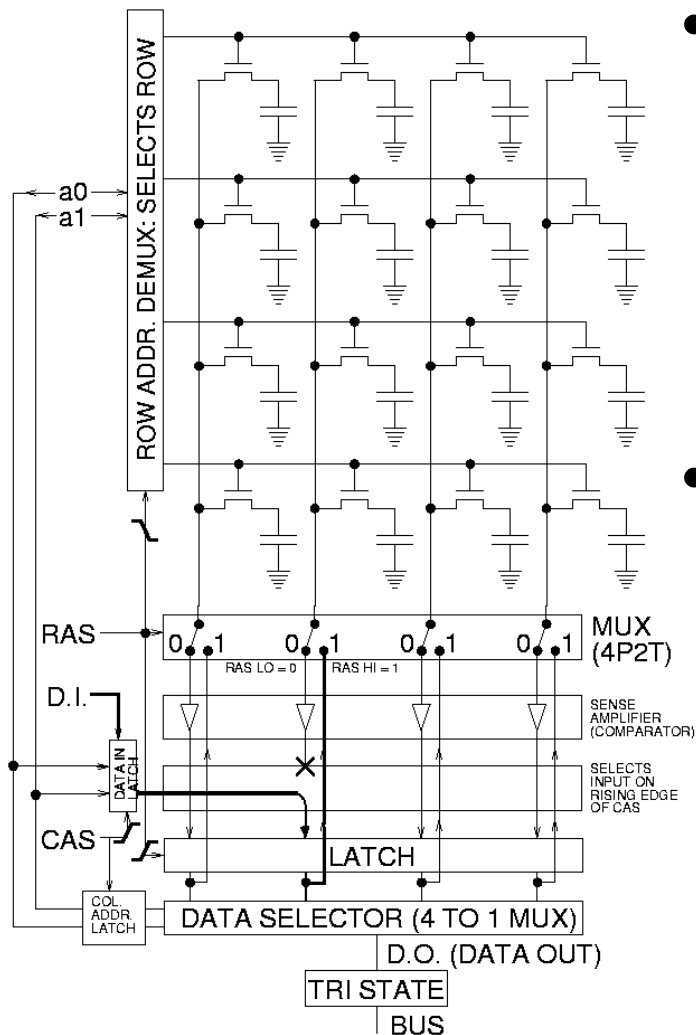 ROW ADDR. DEMUX: SELECTS ROW
a0
a1
RAS
0 1 0 1 0 1 0 1
MUX
(4P2T)
RAS LO = 0 RAS HI = 1
D.I.
SENSE
AMPLIFIER
(COMPARATOR)
DATA IN
LATCH
SELECTS
INPUT ON
RISING EDGE
OF CAS
CAS
LATCH
COL.
ADDR.
LATCH
DATA SELECTOR (4 TO 1 MUX)
D.O. (DATA OUT)
TRI STATE
BUS